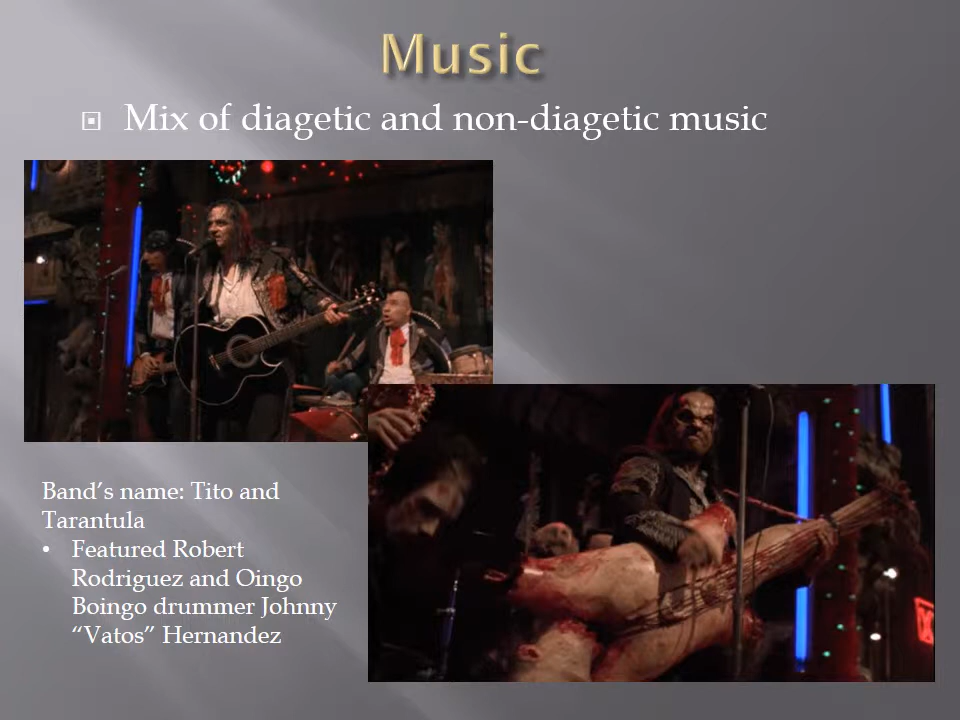 Music
Mix of diagetic and non-diagetic music
Band’s name: Tito and
Tarantula
• Featured Robert
Rodriguez and Oingo
Boingo drummer Johnny
“Vatos” Hernandez